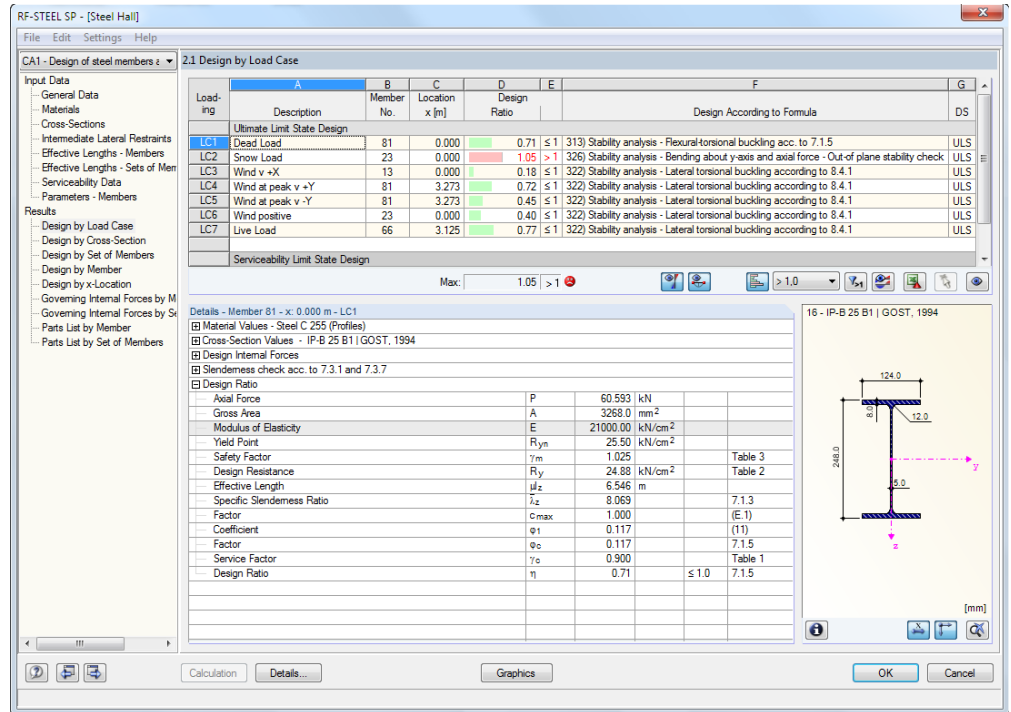 RF-STEEL SP - [Steel Hall]
File Edit Settings Help
CA1 - Design of steel members a
2.1 Design by Load Case
Input Data
General Data
Materials
Cross-Sections
Intermediate Lateral Restraints
Effective Lengths - Members
Effective Lengths - Sets of Mem
Serviceability Data
Parameters - Members
Results
Design by Load Case
Design by Cross-Section
Design by Set of Members
Design by Member
Design by x-Location
Governing Internal Forces by M
Governing Internal Forces by Se
Parts List by Member
Parts List by Set of Members
A B C D E F G
Load- Member Location Design
ing Description No. x [m] Ratio Design According to Formula DS
Ultimate Limit State Design
LC1 Dead Load 81 0.000 0.71 ≤ 1 313) Stability analysis - Flexural-torsional buckling acc. to 7.1.5 ULS
LC2 Snow Load 23 0.000 1.05 > 1 326) Stability analysis - Bending about y-axis and axial force - Out-of plane stability check ULS
LC3 Wind v +X 13 0.000 0.18 ≤ 1 322) Stability analysis - Lateral torsional buckling according to 8.4.1 ULS
LC4 Wind at peak v +Y 81 3.273 0.72 ≤ 1 322) Stability analysis - Lateral torsional buckling according to 8.4.1 ULS
LC5 Wind at peak v -Y 81 3.273 0.45 ≤ 1 322) Stability analysis - Lateral torsional buckling according to 8.4.1 ULS
LC6 Wind positive 23 0.000 0.40 ≤ 1 322) Stability analysis - Lateral torsional buckling according to 8.4.1 ULS
LC7 Live Load 66 3.125 0.77 ≤ 1 322) Stability analysis - Lateral torsional buckling according to 8.4.1 ULS
Serviceability Limit State Design
Max: 1.05 > 1
> 1,0
Details - Member 81 - x: 0.000 m - LC1
Material Values - Steel C 255 (Profiles)
Cross-Section Values - IP-B 25 B1 | GOST, 1994
Design Internal Forces
Slenderness check acc. to 7.3.1 and 7.3.7
Design Ratio
Axial Force P 60.593 kN
Gross Area A 3268.0 mm²
Modulus of Elasticity E 21000.00 kN/cm²
Yield Point Ryn 25.50 kN/cm²
Safety Factor γm 1.025 Table 3
Design Resistance Ry 24.88 kN/cm² Table 2
Effective Length μlz 6.546 m
Specific Slenderness Ratio λ̅z 8.069 7.1.3
Factor cmax 1.000 (E.1)
Coefficient φ1 0.117 (11)
Factor φc 0.117 7.1.5
Service Factor γc 0.900 Table 1
Design Ratio η 0.71 ≤ 1.0 7.1.5
16 - IP-B 25 B1 | GOST, 1994
124.0
8.0
12.0
248.0
y
5.0
z
[mm]
Calculation
Details...
Graphics
OK
Cancel